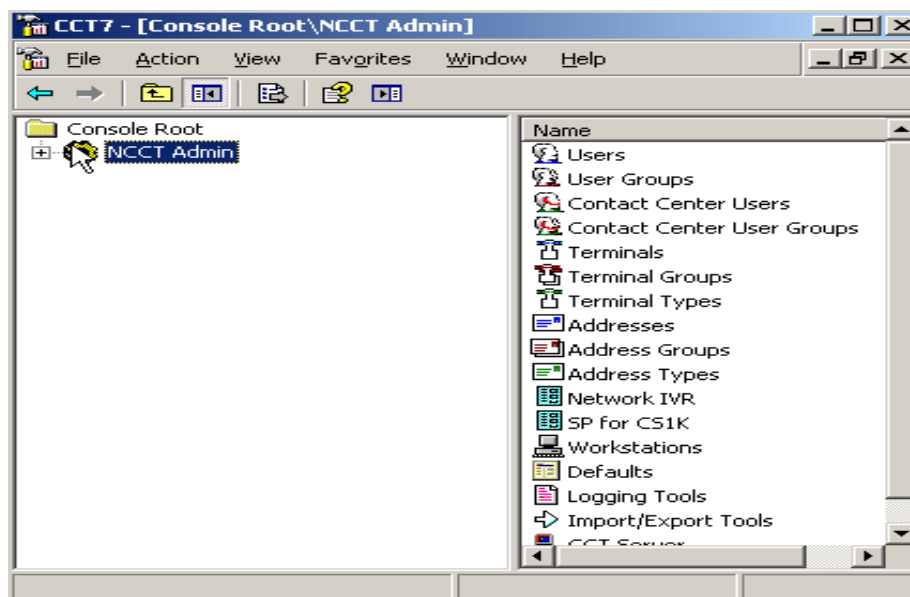 CCT7 - [Console Root\NCCT Admin]
File Action View Favorites Window Help
Console Root
NCCT Admin
Name
Users
User Groups
Contact Center Users
Contact Center User Groups
Terminals
Terminal Groups
Terminal Types
Addresses
Address Groups
Address Types
Network IVR
SP for CS1K
Workstations
Defaults
Logging Tools
Import/Export Tools
CCT Server